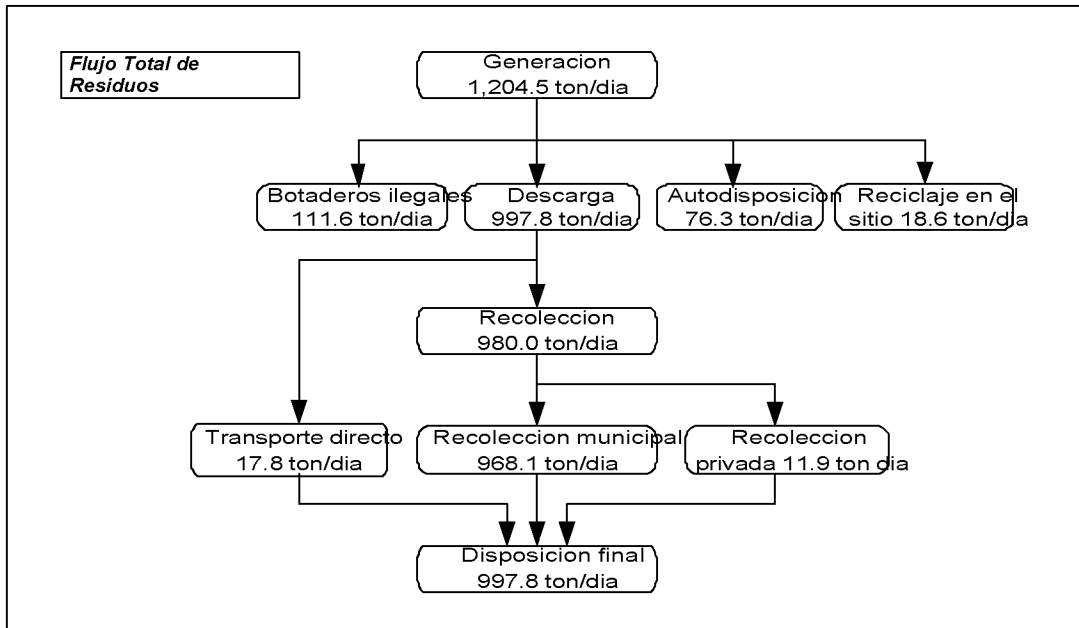 Flujo Total de
Residuos
Generacion
1,204.5 ton/dia
Botaderos ilegales
111.6 ton/dia
Descarga
997.8 ton/dia
Autodisposicion
76.3 ton/dia
Reciclaje en el
sitio 18.6 ton/dia
Recoleccion
980.0 ton/dia
Transporte directo
17.8 ton/dia
Recoleccion municipal
968.1 ton/dia
Recoleccion
privada 11.9 ton dia
Disposicion final
997.8 ton/dia